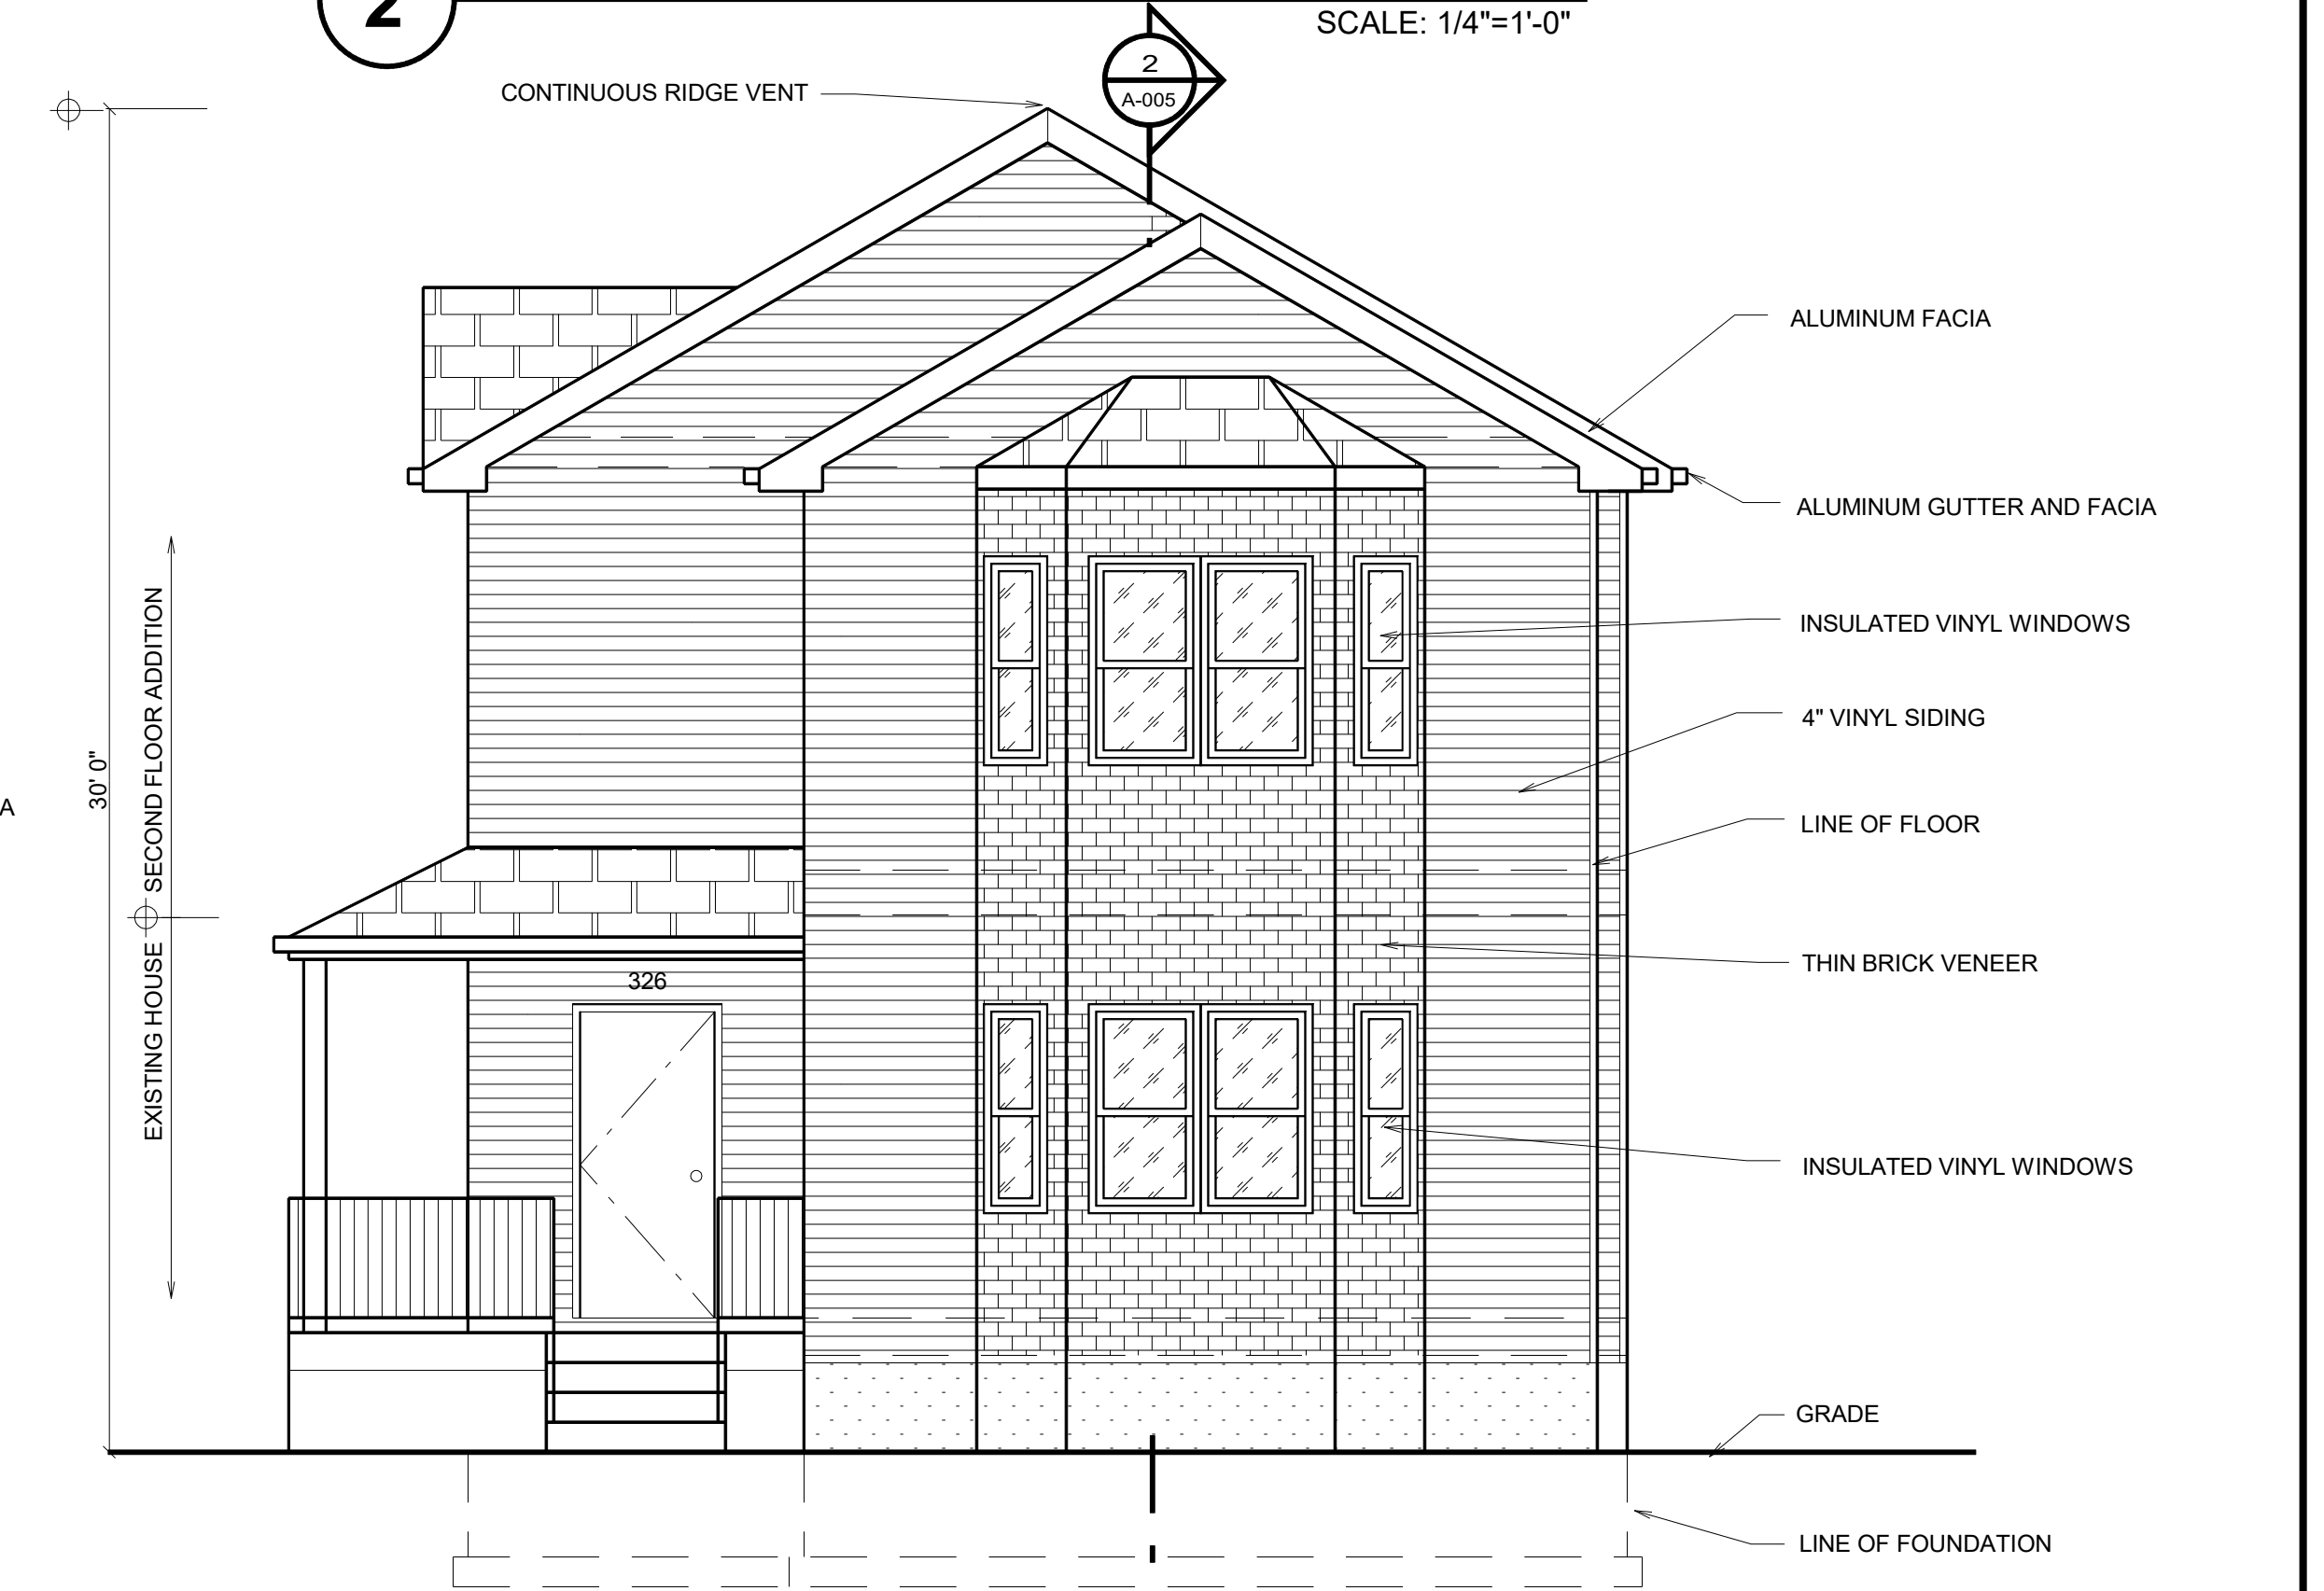 2
SCALE: 1/4"=1'-0"
2
A-005
CONTINUOUS RIDGE VENT
ALUMINUM FACIA
ALUMINUM GUTTER AND FACIA
INSULATED VINYL WINDOWS
4" VINYL SIDING
LINE OF FLOOR
THIN BRICK VENEER
INSULATED VINYL WINDOWS
GRADE
LINE OF FOUNDATION
30' 0"
SECOND FLOOR ADDITION
EXISTING HOUSE
326
A